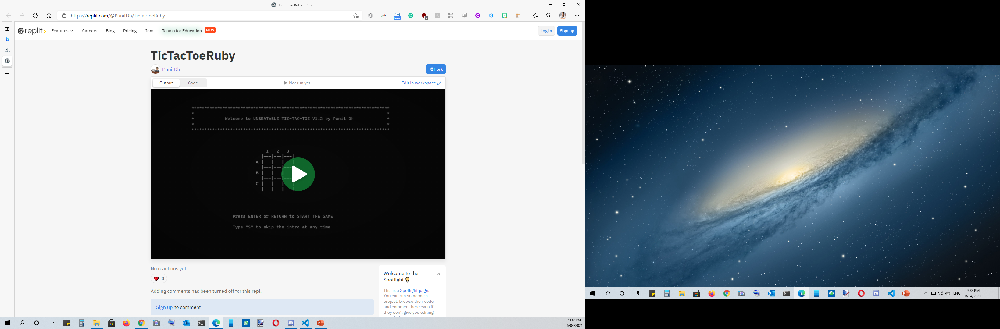 TicTacToeRuby - Replit
https://replit.com/@PunitDh/TicTacToeRuby
New
2
replit
Features
Careers
Blog
Pricing
Jam
Teams for Education
NEW
Log in
Sign up
TicTacToeRuby
PunitDh
Fork
Output
Code
Not run yet
Edit in workspace
******************************************************************************
* *
* Welcome to UNBEATABLE TIC-TAC-TOE V1.2 by Punit Dh *
* *
******************************************************************************
1 2 3
|---|---|---|
A | | |
|---|---|---|
B | | |
|---|---|---|
C | | |
|---|---|---|
Press ENTER or RETURN to START THE GAME
Type "S" to skip the intro at any time
No reactions yet
0
Adding comments has been turned off for this repl.
Sign up to comment
Welcome to the
Spotlight
This is a Spotlight page.
You can run someone's
project, browse their code,
and comment here even if
they don't give you editing
9:32 PM
6/04/2021
ENG
9:32 PM
6/04/2021